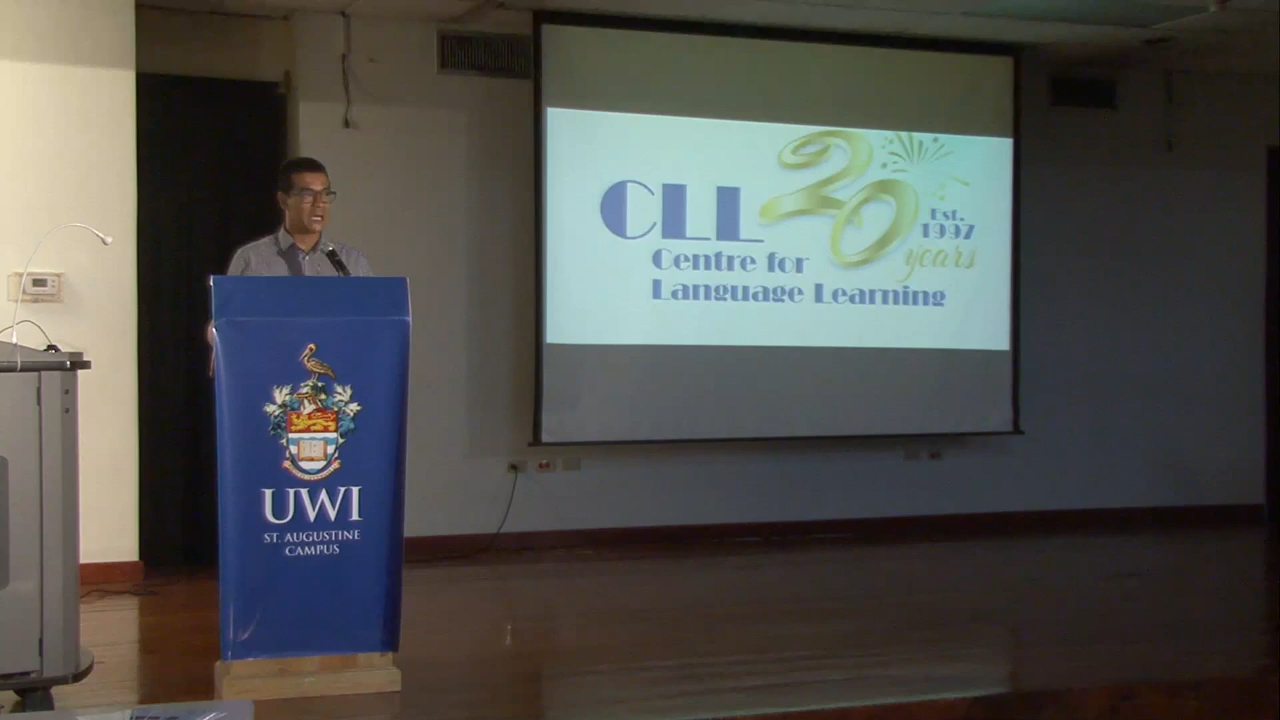 CLL
20
Est.
1997
years
Centre for
Language Learning
UWI
ST. AUGUSTINE
CAMPUS